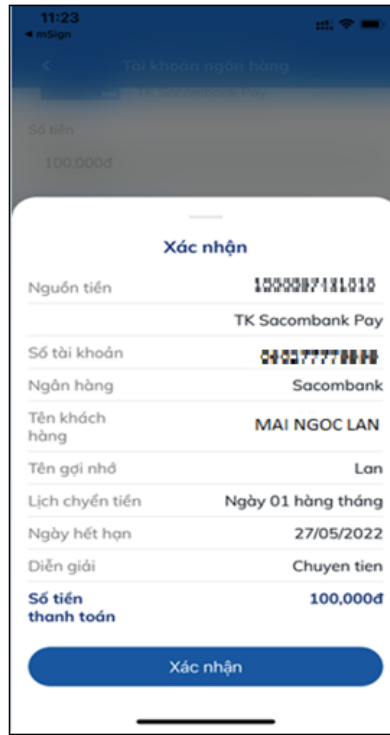 11:23
mSign
Tài khoản ngân hàng
TK Sacombank Pay
Số tiền
100.000đ
Xác nhận
Nguồn tiền
TK Sacombank Pay
Số tài khoản
Ngân hàng Sacombank
Tên khách
hàng
MAI NGOC LAN
Tên gợi nhớ Lan
Lịch chuyển tiền Ngày 01 hàng tháng
Ngày hết hạn 27/05/2022
Diễn giải Chuyen tien
Số tiền 100,000đ
thanh toán
Xác nhận